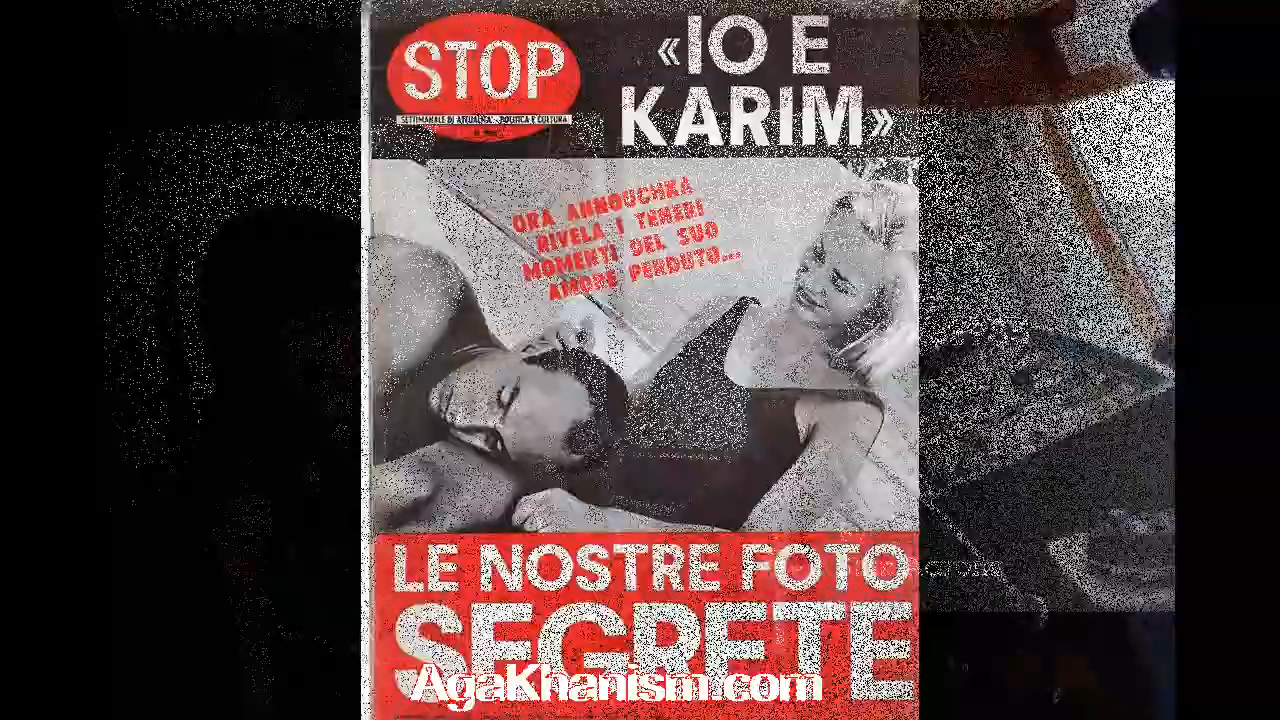 STOP
SETTIMANALE DI ATTUALITA', POLITICA E CULTURA
«IO E
KARIM»
ORA ANNOUCHKA
RIVELA I TENERI
MOMENTI DEL SUO
AMORE PERDUTO...
LE NOSTRE FOTO
SEGRETE
AgaKhanism.com